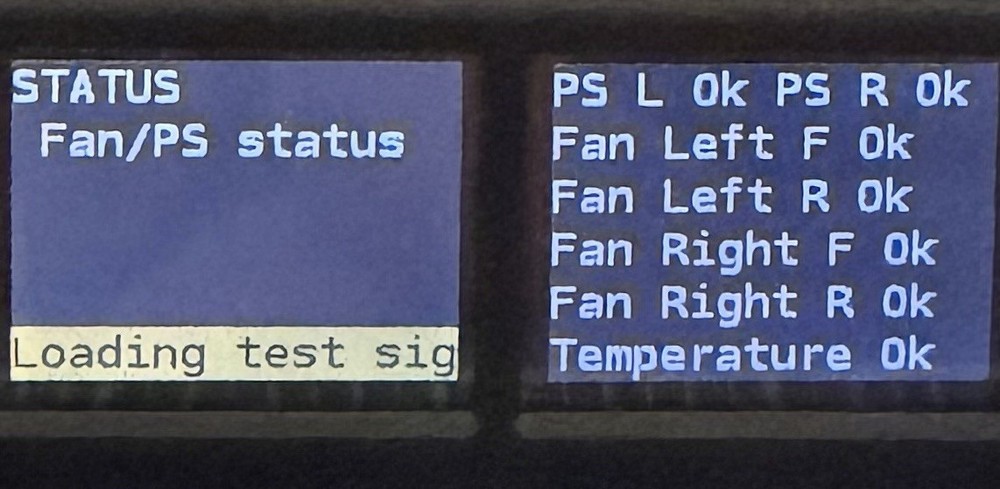 STATUS
Fan/PS status
Loading test sig
PS L Ok PS R Ok
Fan Left F Ok
Fan Left R Ok
Fan Right F Ok
Fan Right R Ok
Temperature Ok